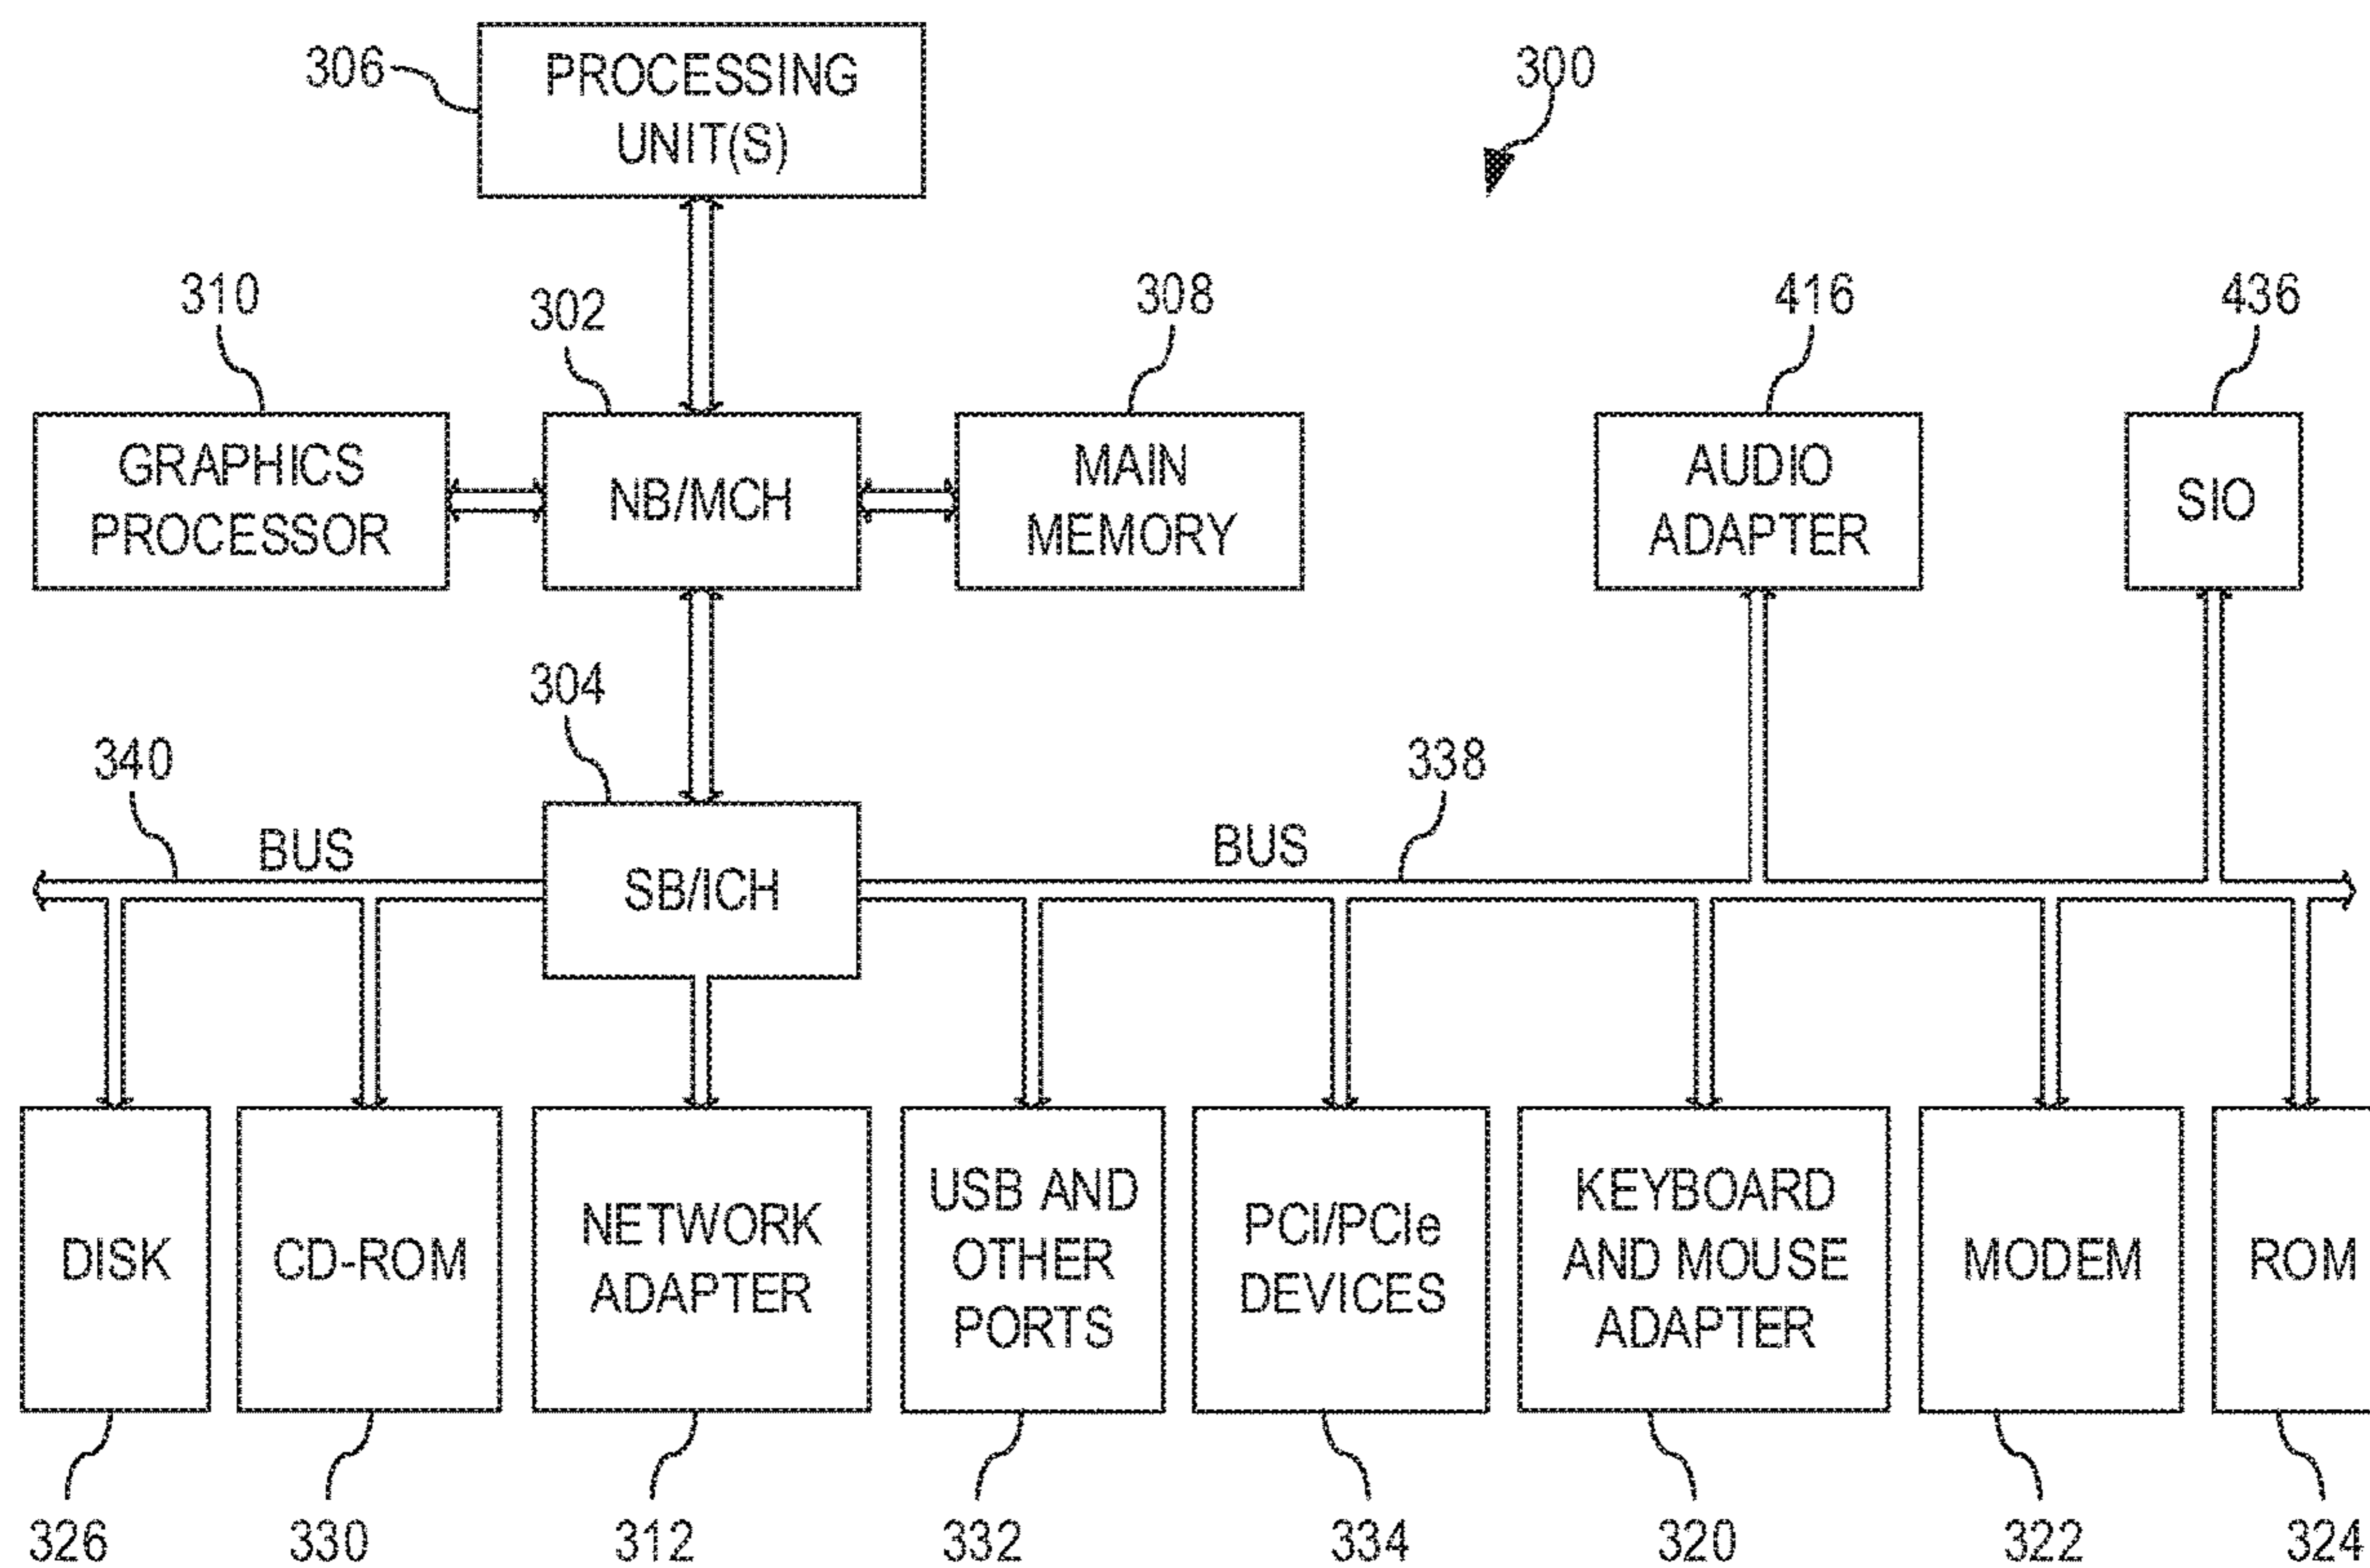 306
PROCESSING
UNIT(S)
300
310
302
308
416
436
GRAPHICS
PROCESSOR
NB/MCH
MAIN
MEMORY
AUDIO
ADAPTER
SIO
304
340
BUS
SB/ICH
BUS
338
DISK
CD-ROM
NETWORK
ADAPTER
USB AND
OTHER
PORTS
PCI/PCIe
DEVICES
KEYBOARD
AND MOUSE
ADAPTER
MODEM
ROM
326
330
312
332
334
320
322
324